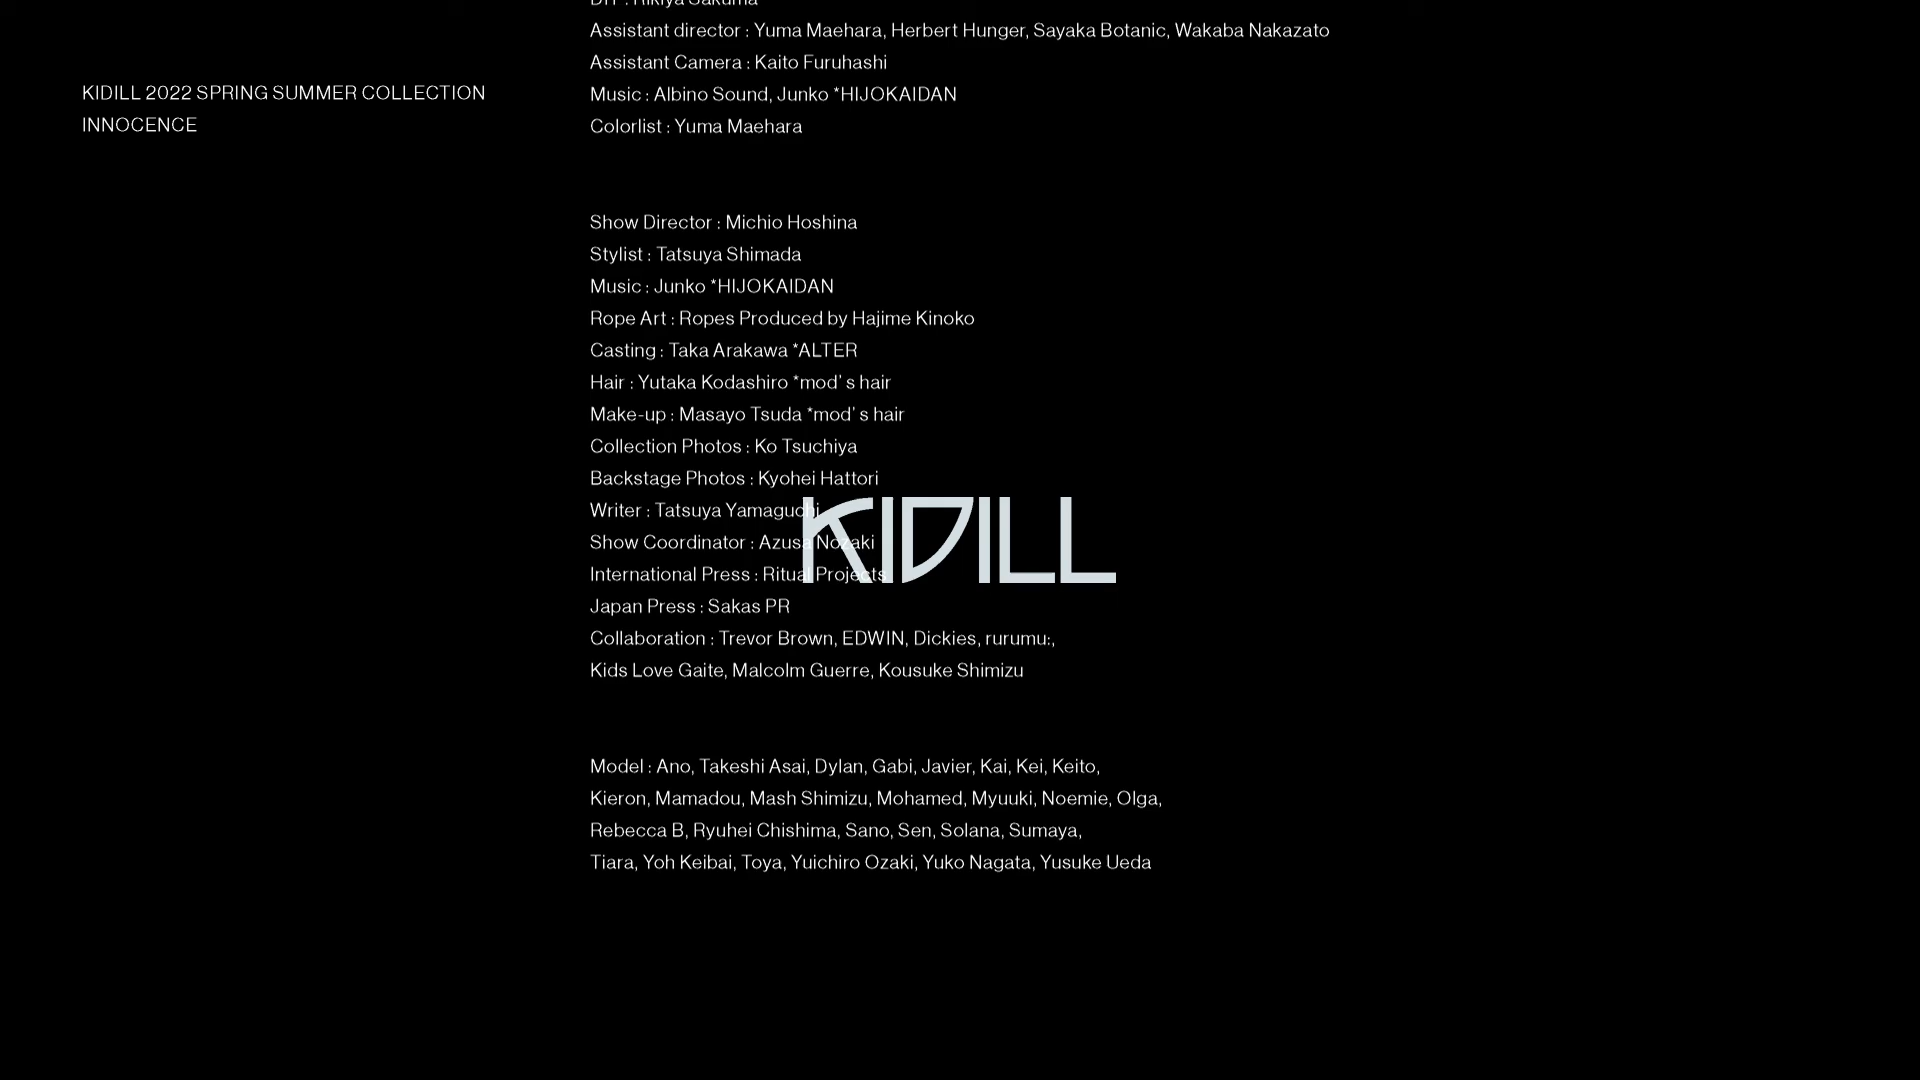 DIT : Rikiya Sakuma
Assistant director : Yuma Maehara, Herbert Hunger, Sayaka Botanic, Wakaba Nakazato
Assistant Camera : Kaito Furuhashi
Music : Albino Sound, Junko *HIJOKAIDAN
Colorlist : Yuma Maehara
KIDILL 2022 SPRING SUMMER COLLECTION
INNOCENCE
Show Director : Michio Hoshina
Stylist : Tatsuya Shimada
Music : Junko *HIJOKAIDAN
Rope Art : Ropes Produced by Hajime Kinoko
Casting : Taka Arakawa *ALTER
Hair : Yutaka Kodashiro *mod’ s hair
Make-up : Masayo Tsuda *mod’ s hair
Collection Photos : Ko Tsuchiya
Backstage Photos : Kyohei Hattori
Writer : Tatsuya Yamaguchi
Show Coordinator : Azusa Nozaki
International Press : Ritual Projects
Japan Press : Sakas PR
Collaboration : Trevor Brown, EDWIN, Dickies, rurumu:,
Kids Love Gaite, Malcolm Guerre, Kousuke Shimizu
KIDILL
Model : Ano, Takeshi Asai, Dylan, Gabi, Javier, Kai, Kei, Keito,
Kieron, Mamadou, Mash Shimizu, Mohamed, Myuuki, Noemie, Olga,
Rebecca B, Ryuhei Chishima, Sano, Sen, Solana, Sumaya,
Tiara, Yoh Keibai, Toya, Yuichiro Ozaki, Yuko Nagata, Yusuke Ueda